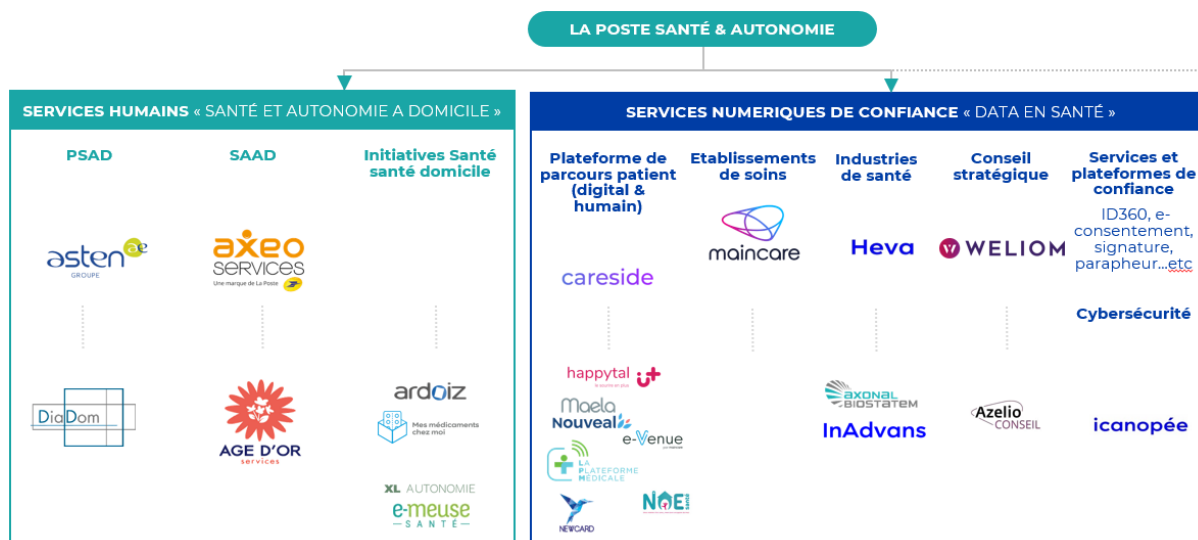 LA POSTE SANTÉ & AUTONOMIE
SERVICES HUMAINS « SANTÉ ET AUTONOMIE A DOMICILE »
PSAD
SAAD
Initiatives Santé
santé domicile
asten ae
GROUPE
axeo
SERVICES
Une marque de La Poste
DiaDom
AGE D'OR
services
ardoiz
Mes médicaments
chez moi
XL AUTONOMIE
e-meuse
SANTÉ
SERVICES NUMERIQUES DE CONFIANCE « DATA EN SANTÉ »
Plateforme de
parcours patient
(digital &
humain)
careside
happytal
Maela
Nouveal
e-Venue
LA
PLATEFORME
MÉDICALE
NEWCARD
NOE
santé
Etablissements
de soins
maincare
Industries
de santé
Heva
AXONAL
BIOSTATEM
InAdvans
Conseil
stratégique
WELIOM
Azelio
CONSEIL
Services et
plateformes de
confiance
ID360, e-
consentement,
signature,
parapheur...etc
Cybersécurité
icanopée